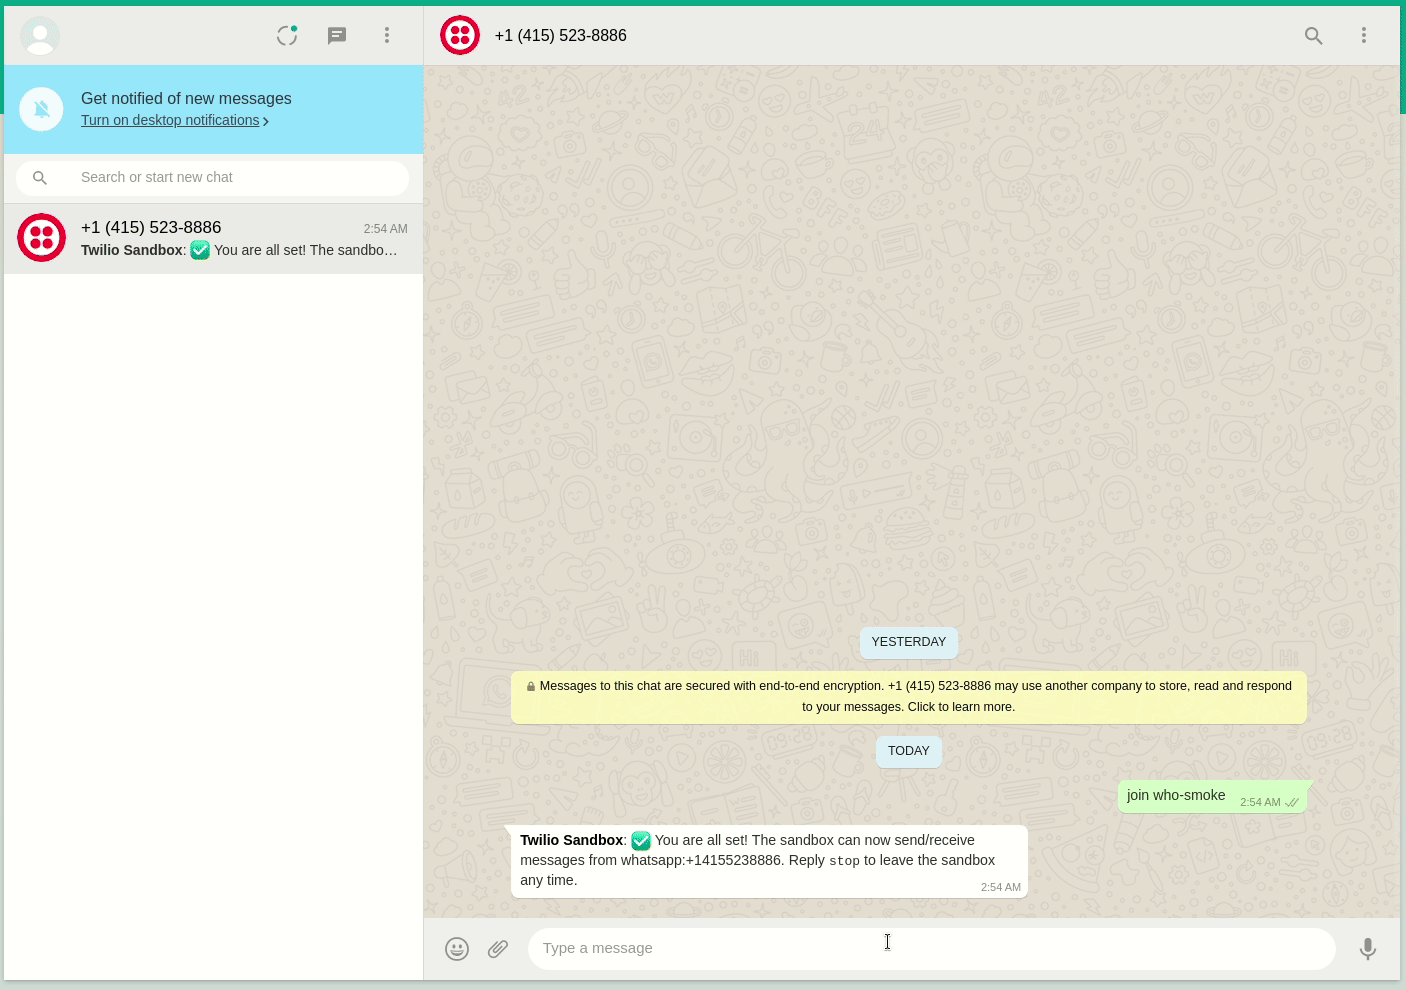 +1 (415) 523-8886
Get notified of new messages
Turn on desktop notifications
Search or start new chat
+1 (415) 523-8886
2:54 AM
Twilio Sandbox: ✅ You are all set! The sandbo…
YESTERDAY
Messages to this chat are secured with end-to-end encryption. +1 (415) 523-8886 may use another company to store, read and respond
to your messages. Click to learn more.
TODAY
join who-smoke
2:54 AM
Twilio Sandbox: ✅ You are all set! The sandbox can now send/receive
messages from whatsapp:+14155238886. Reply stop to leave the sandbox
any time.
2:54 AM
Type a message